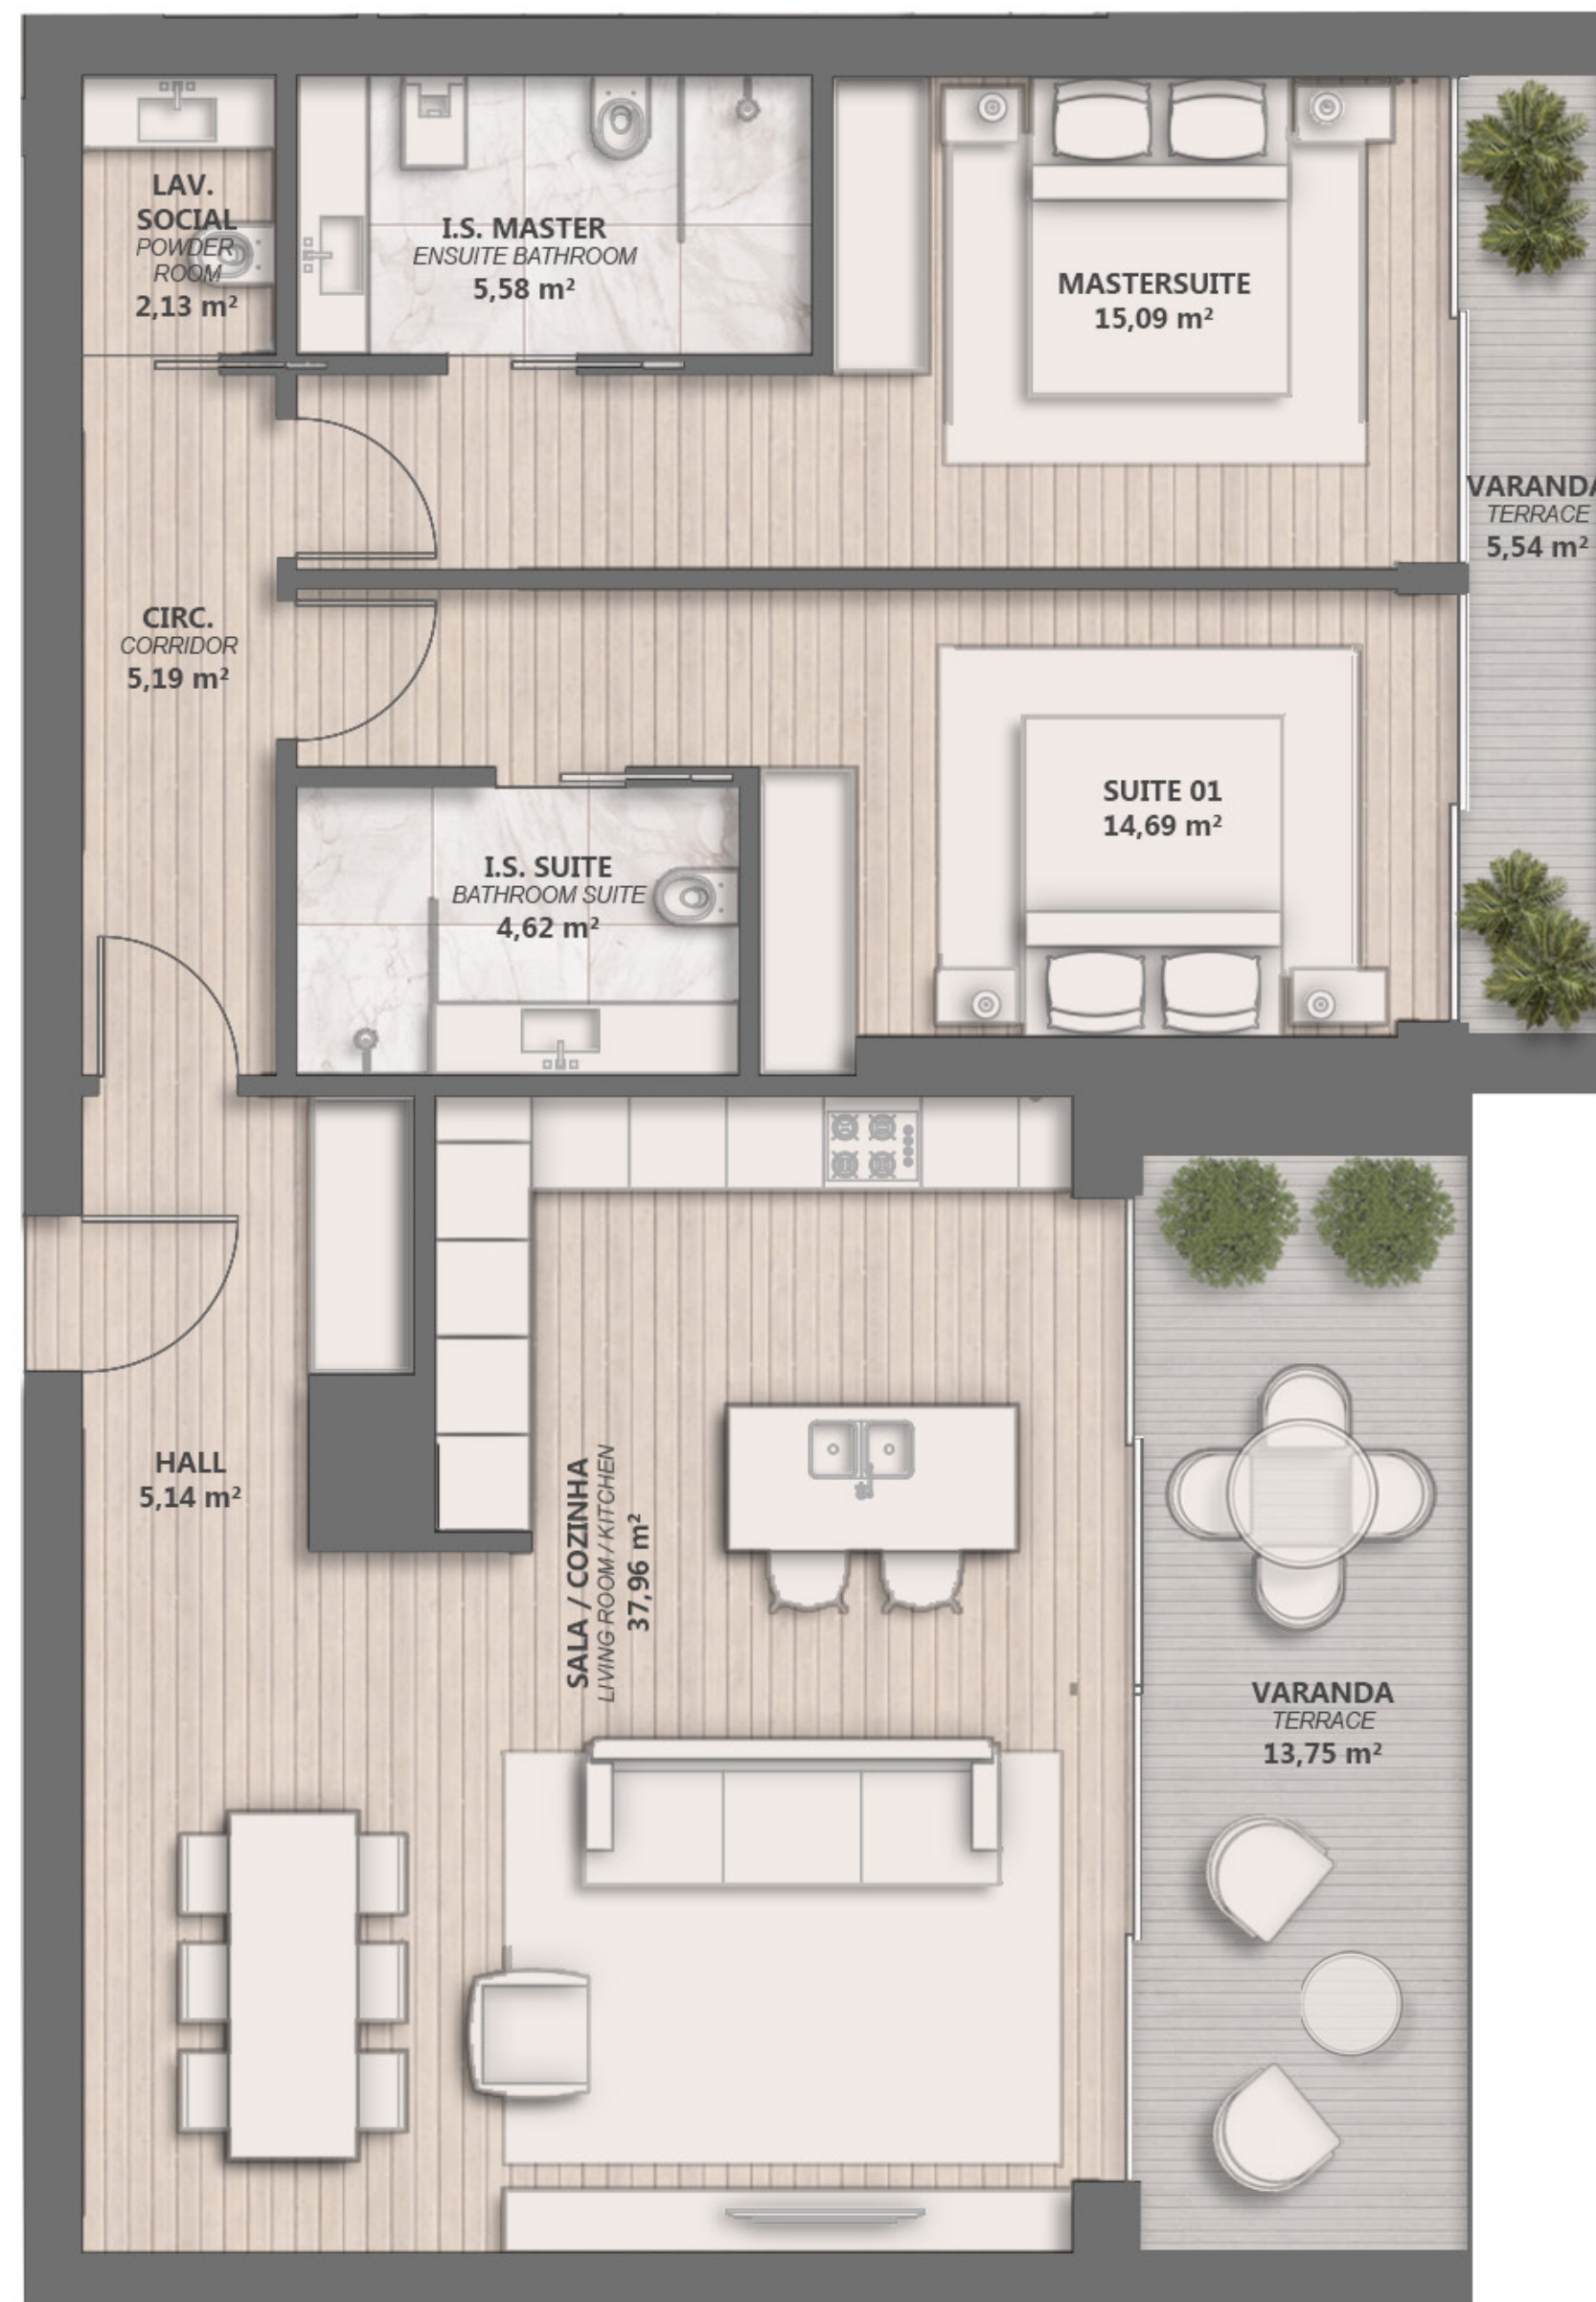 LAV.
SOCIAL
POWDER
ROOM
2,13 m²
I.S. MASTER
ENSUITE BATHROOM
5,58 m²
MASTERSUITE
15,09 m²
VARANDA
TERRACE
5,54 m²
CIRC.
CORRIDOR
5,19 m²
SUITE 01
14,69 m²
I.S. SUITE
BATHROOM SUITE
4,62 m²
HALL
5,14 m²
SALA / COZINHA
LIVING ROOM / KITCHEN
37,96 m²
VARANDA
TERRACE
13,75 m²